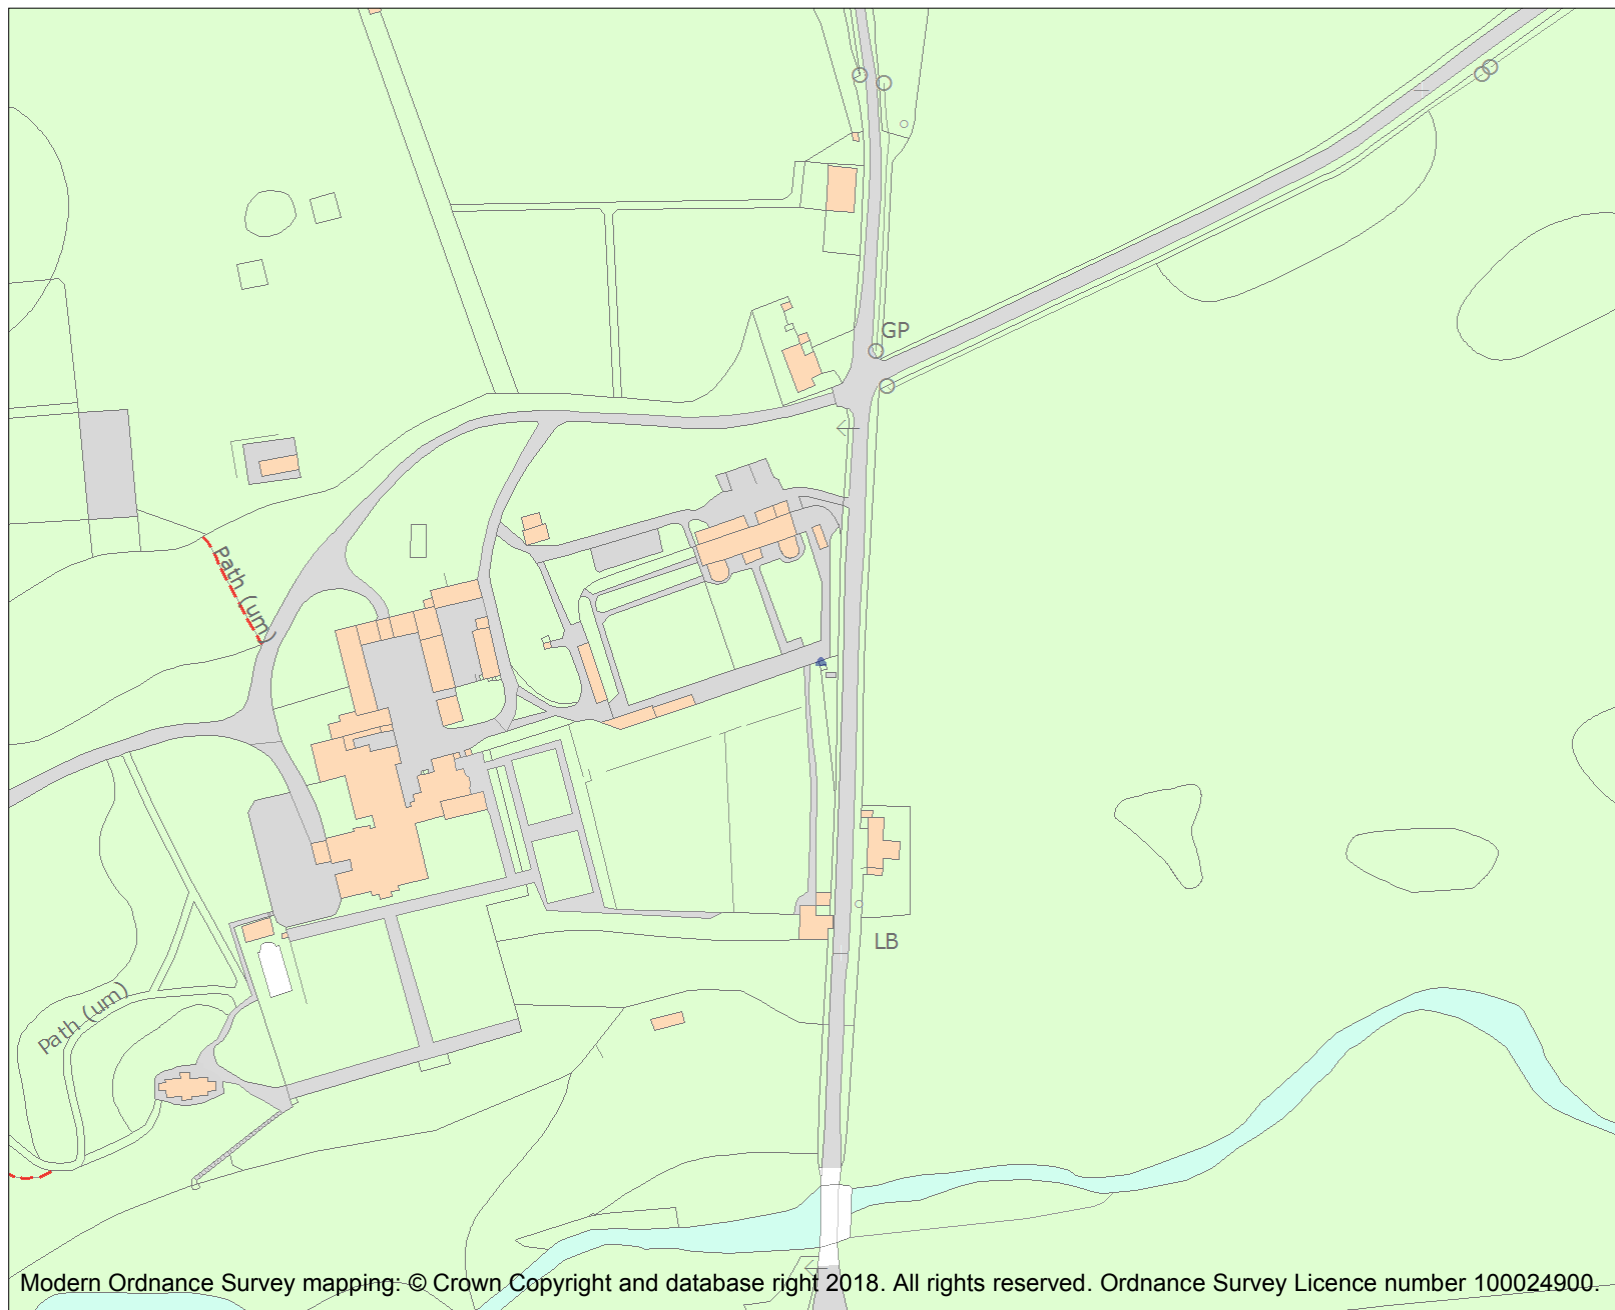 GP
Path (um)
LB
Path (um)
Modern Ordnance Survey mapping: © Crown Copyright and database right 2018. All rights reserved. Ordnance Survey Licence number 100024900.